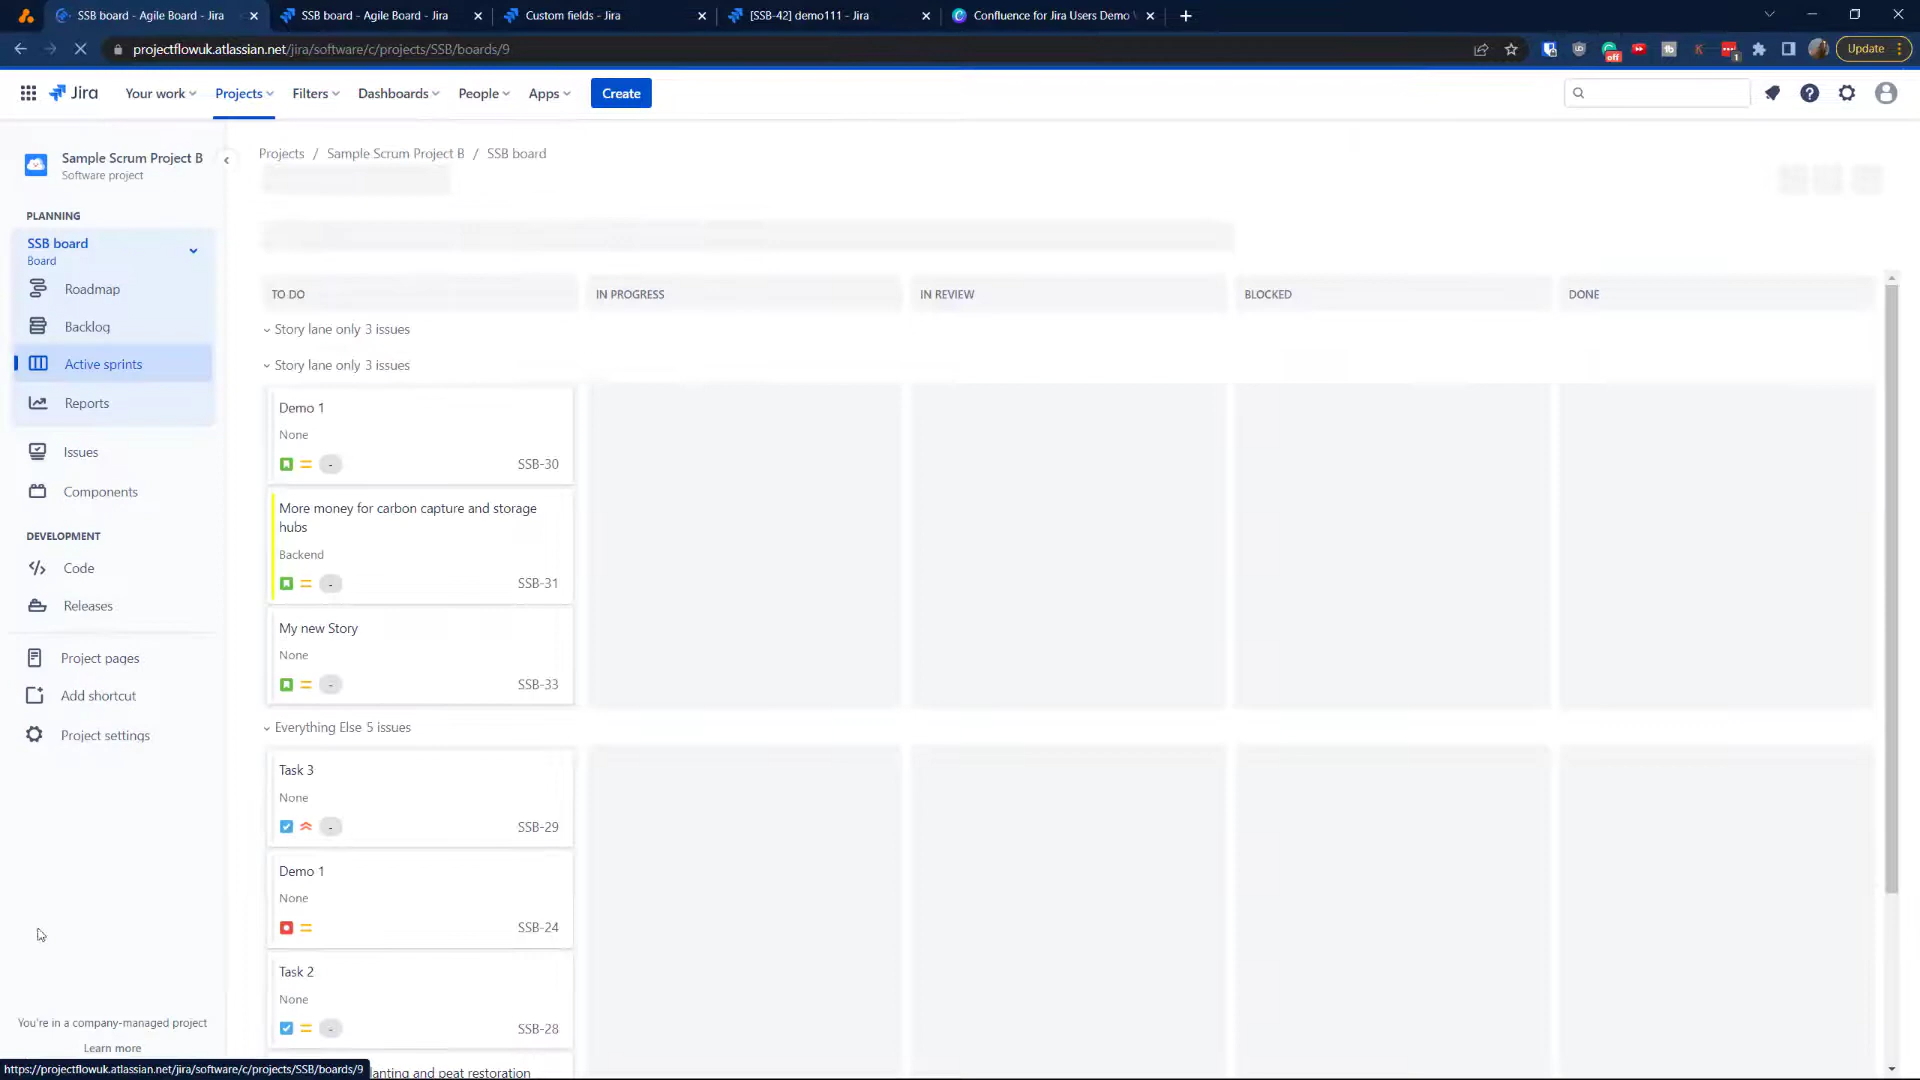 SSB board - Agile Board - Jira
SSB board - Agile Board - Jira
Custom fields - Jira
[SSB-42] demo111 - Jira
Confluence for Jira Users Demo
projectflowuk.atlassian.net/jira/software/c/projects/SSB/boards/9
off
1
Update
Jira
Your work
Projects
Filters
Dashboards
People
Apps
Create
Sample Scrum Project B
Software project
Projects / Sample Scrum Project B / SSB board
PLANNING
SSB board
Board
Roadmap
Backlog
Active sprints
Reports
Issues
Components
DEVELOPMENT
Code
Releases
Project pages
Add shortcut
Project settings
You're in a company-managed project
Learn more
https://projectflowuk.atlassian.net/jira/software/c/projects/SSB/boards/9
TO DO
IN PROGRESS
IN REVIEW
BLOCKED
DONE
Story lane only 3 issues
Story lane only 3 issues
Demo 1
None
- SSB-30
More money for carbon capture and storage
hubs
Backend
- SSB-31
My new Story
None
- SSB-33
Everything Else 5 issues
Task 3
None
- SSB-29
Demo 1
None
SSB-24
Task 2
None
- SSB-28
lanting and peat restoration